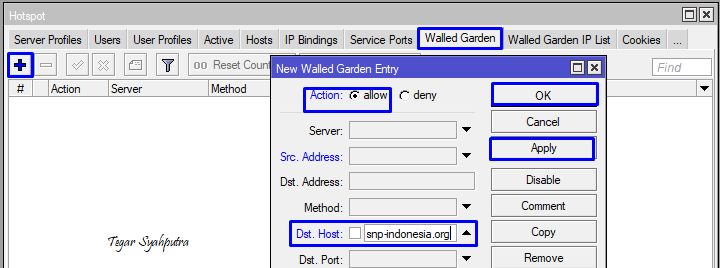 Hotspot
Server Profiles Users User Profiles Active Hosts IP Bindings Service Ports Walled Garden Walled Garden IP List Cookies ...
00 Reset Count Find
# Action Server Method
New Walled Garden Entry
Action: allow deny
OK
Cancel
Server:
Apply
Src. Address:
Dst. Address:
Disable
Method:
Comment
Dst. Host: snp-indonesia.org
Copy
Dst. Port:
Remove
Tegar Syahputra